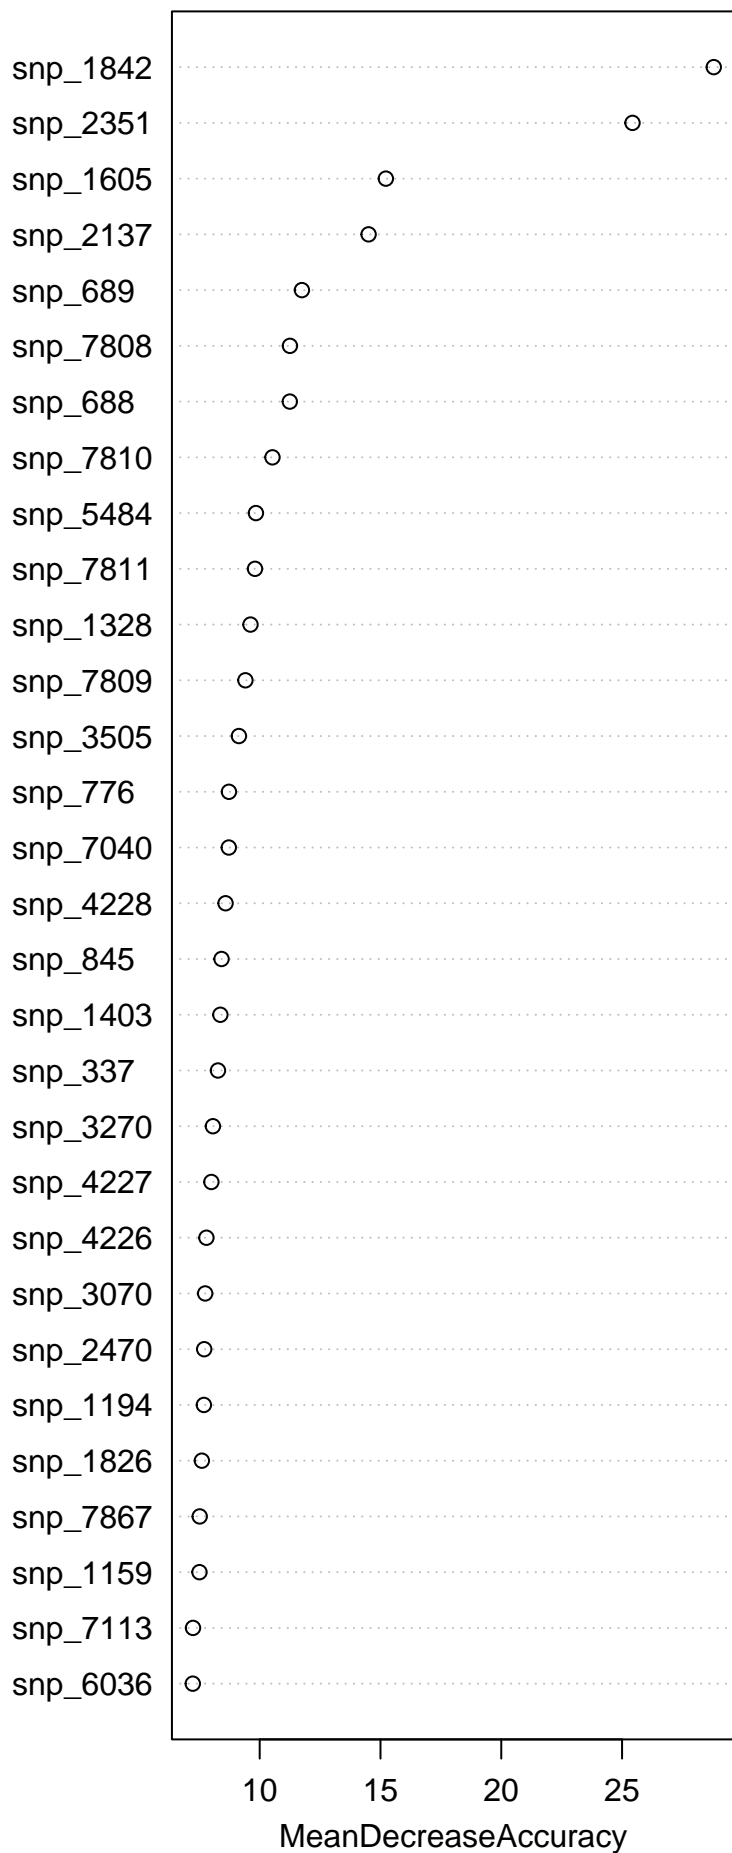 snp_1842
snp_2351
snp_1605
snp_2137
snp_689
snp_7808
snp_688
snp_7810
snp_5484
snp_7811
snp_1328
snp_7809
snp_3505
snp_776
snp_7040
snp_4228
snp_845
snp_1403
snp_337
snp_3270
snp_4227
snp_4226
snp_3070
snp_2470
snp_1194
snp_1826
snp_7867
snp_1159
snp_7113
snp_6036
10 15 20 25
MeanDecreaseAccuracy